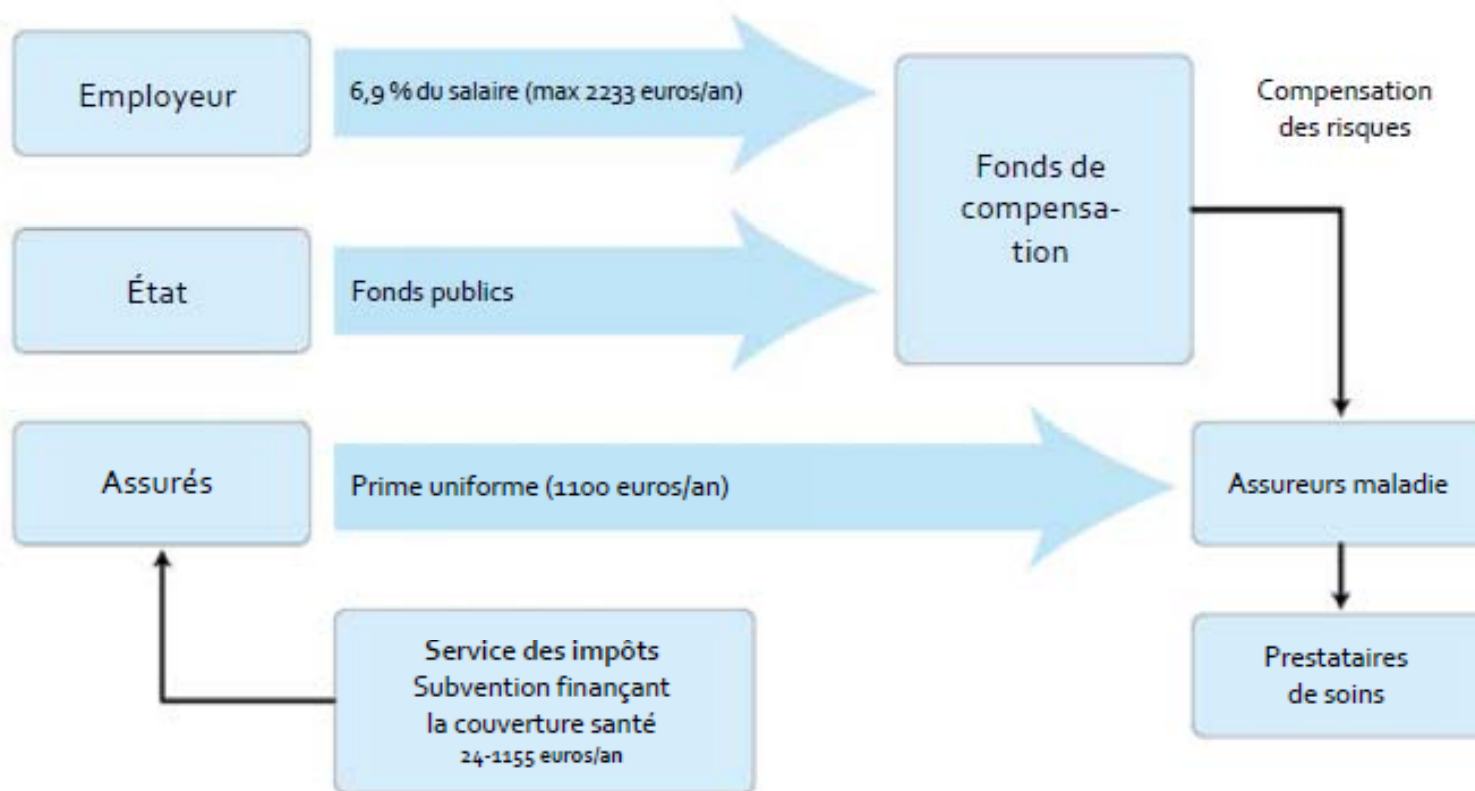 Employeur
6,9 % du salaire (max 2233 euros/an)
Fonds de
compensa-
tion
Compensation
des risques
État
Fonds publics
Assurés
Prime uniforme (1100 euros/an)
Assureurs maladie
Service des impôts
Subvention finançant
la couverture santé
24-1155 euros/an
Prestataires
de soins